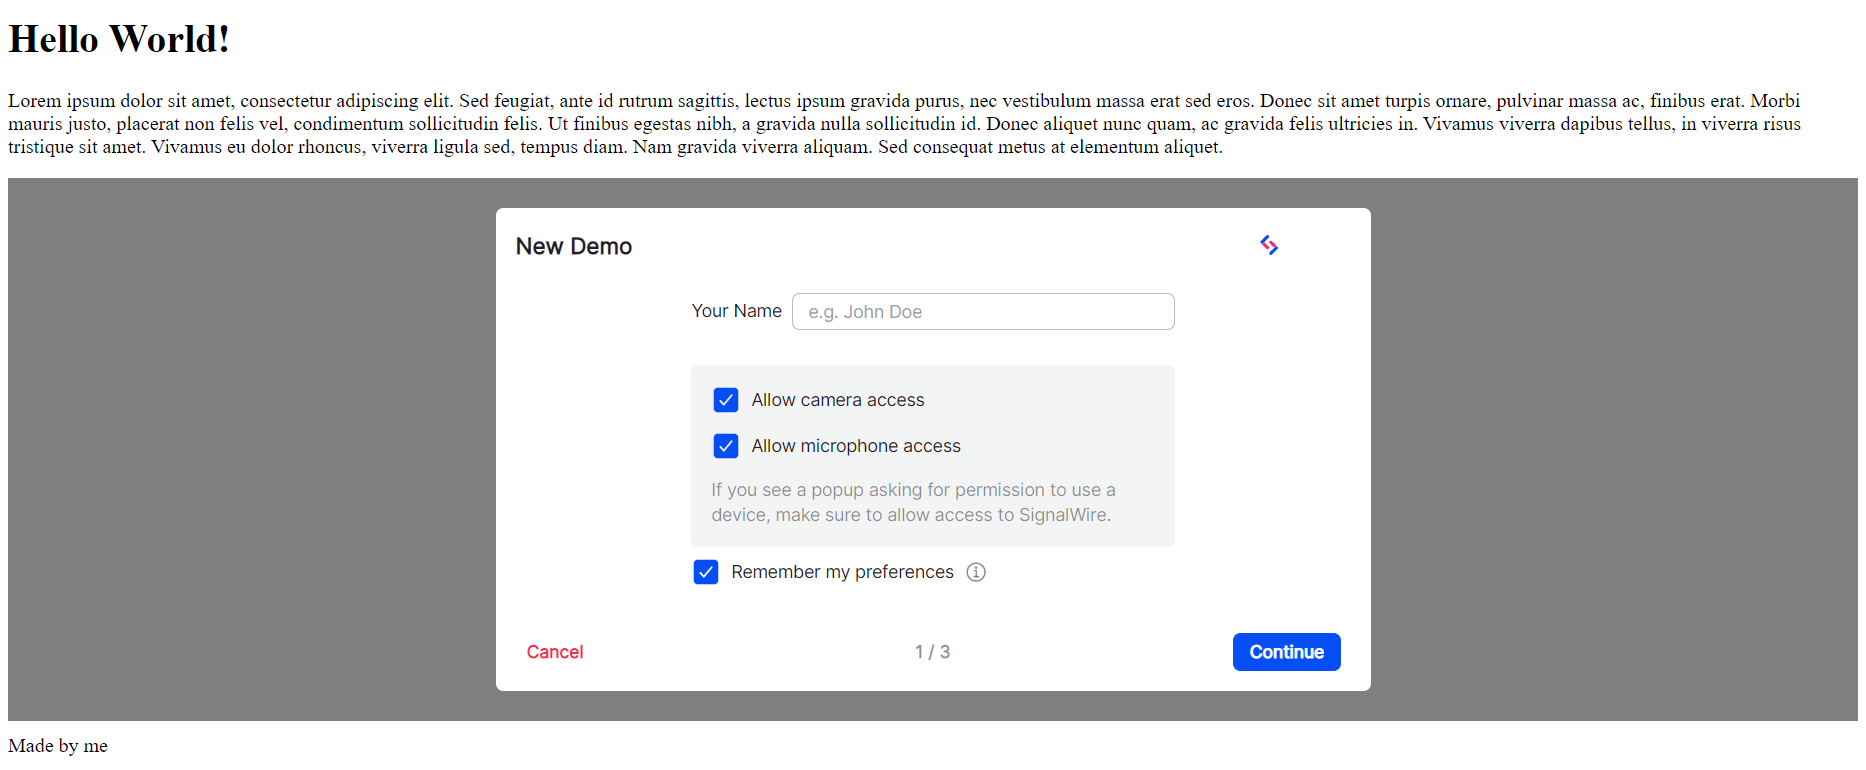 Hello World!
Lorem ipsum dolor sit amet, consectetur adipiscing elit. Sed feugiat, ante id rutrum sagittis, lectus ipsum gravida purus, nec vestibulum massa erat sed eros. Donec sit amet turpis ornare, pulvinar massa ac, finibus erat. Morbi
mauris justo, placerat non felis vel, condimentum sollicitudin felis. Ut finibus egestas nibh, a gravida nulla sollicitudin id. Donec aliquet nunc quam, ac gravida felis ultricies in. Vivamus viverra dapibus tellus, in viverra risus
tristique sit amet. Vivamus eu dolor rhoncus, viverra ligula sed, tempus diam. Nam gravida viverra aliquam. Sed consequat metus at elementum aliquet.
New Demo
Your Name e.g. John Doe
Allow camera access
Allow microphone access
If you see a popup asking for permission to use a
device, make sure to allow access to SignalWire.
Remember my preferences
Cancel 1 / 3 Continue
Made by me